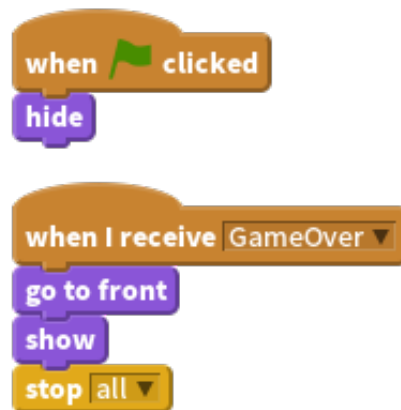 when clicked
hide
when I receive GameOver
go to front
show
stop all